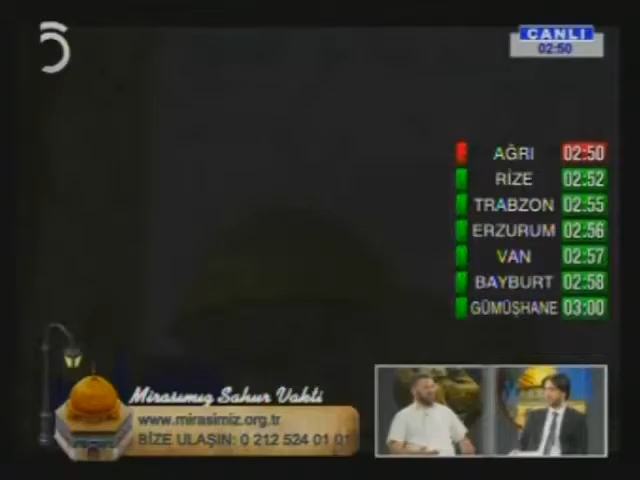 CANLI
02:50
AĞRI 02:50
RİZE 02:52
TRABZON 02:55
ERZURUM 02:56
VAN 02:57
BAYBURT 02:58
GÜMÜŞHANE 03:00
Mirasımız Sahur Vakti
www.mirasimiz.org.tr
BİZE ULAŞIN: 0 212 524 01 01